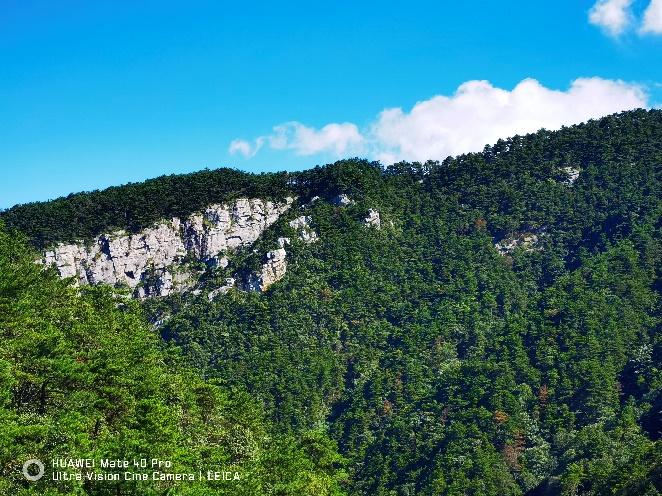 HUAWEI Mate 40 Pro
Ultra Vision Cine Camera | LEICA